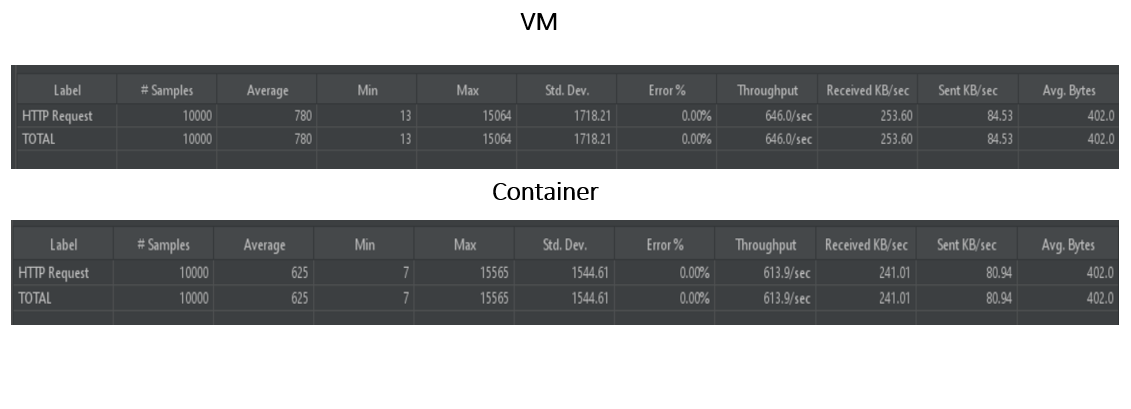 VM
Label # Samples Average Min Max Std. Dev. Error % Throughput Received KB/sec Sent KB/sec Avg. Bytes
HTTP Request 10000 780 13 15064 1718.21 0.00% 646.0/sec 253.60 84.53 402.0
TOTAL 10000 780 13 15064 1718.21 0.00% 646.0/sec 253.60 84.53 402.0
Container
Label # Samples Average Min Max Std. Dev. Error % Throughput Received KB/sec Sent KB/sec Avg. Bytes
HTTP Request 10000 625 7 15565 1544.61 0.00% 613.9/sec 241.01 80.94 402.0
TOTAL 10000 625 7 15565 1544.61 0.00% 613.9/sec 241.01 80.94 402.0